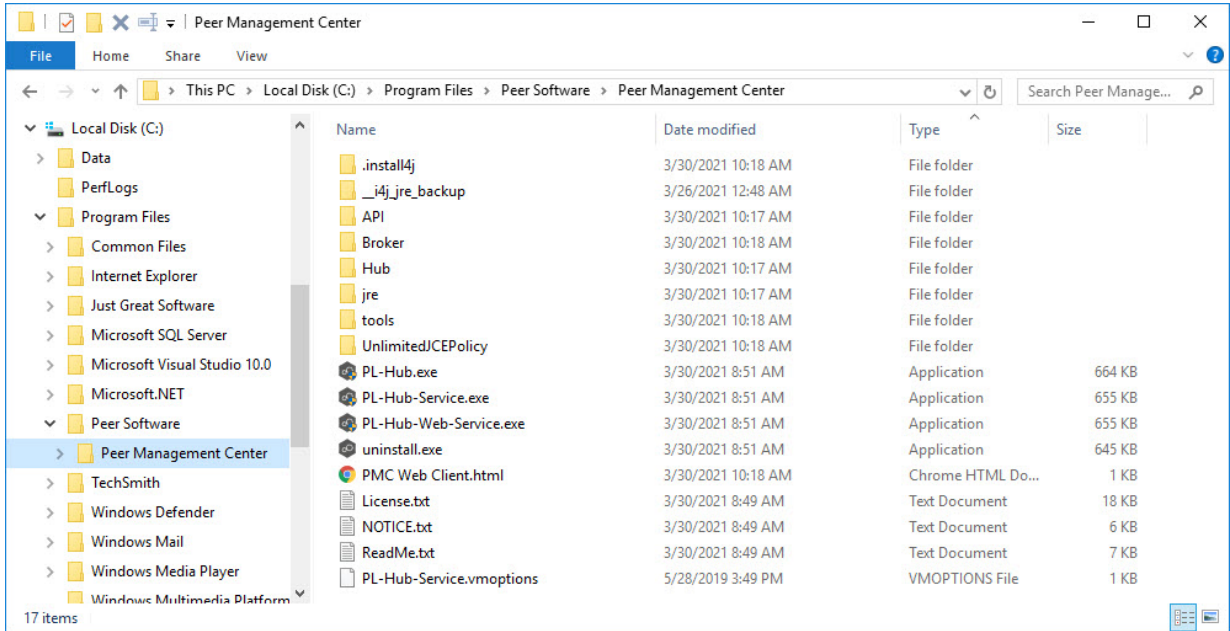 Peer Management Center
File Home Share View
This PC > Local Disk (C:) > Program Files > Peer Software > Peer Management Center Search Peer Manage...
Local Disk (C:)
Data
PerfLogs
Program Files
Common Files
Internet Explorer
Just Great Software
Microsoft SQL Server
Microsoft Visual Studio 10.0
Microsoft.NET
Peer Software
Peer Management Center
TechSmith
Windows Defender
Windows Mail
Windows Media Player
Windows Multimedia Platform
Name Date modified Type Size
.install4j 3/30/2021 10:18 AM File folder
__i4j_jre_backup 3/26/2021 12:48 AM File folder
API 3/30/2021 10:17 AM File folder
Broker 3/30/2021 10:18 AM File folder
Hub 3/30/2021 10:17 AM File folder
jre 3/30/2021 10:17 AM File folder
tools 3/30/2021 10:18 AM File folder
UnlimitedJCEPolicy 3/30/2021 10:18 AM File folder
PL-Hub.exe 3/30/2021 8:51 AM Application 664 KB
PL-Hub-Service.exe 3/30/2021 8:51 AM Application 655 KB
PL-Hub-Web-Service.exe 3/30/2021 8:51 AM Application 655 KB
uninstall.exe 3/30/2021 8:51 AM Application 645 KB
PMC Web Client.html 3/30/2021 10:18 AM Chrome HTML Do... 1 KB
License.txt 3/30/2021 8:49 AM Text Document 18 KB
NOTICE.txt 3/30/2021 8:49 AM Text Document 6 KB
ReadMe.txt 3/30/2021 8:49 AM Text Document 7 KB
PL-Hub-Service.vmoptions 5/28/2019 3:49 PM VMOPTIONS File 1 KB
17 items